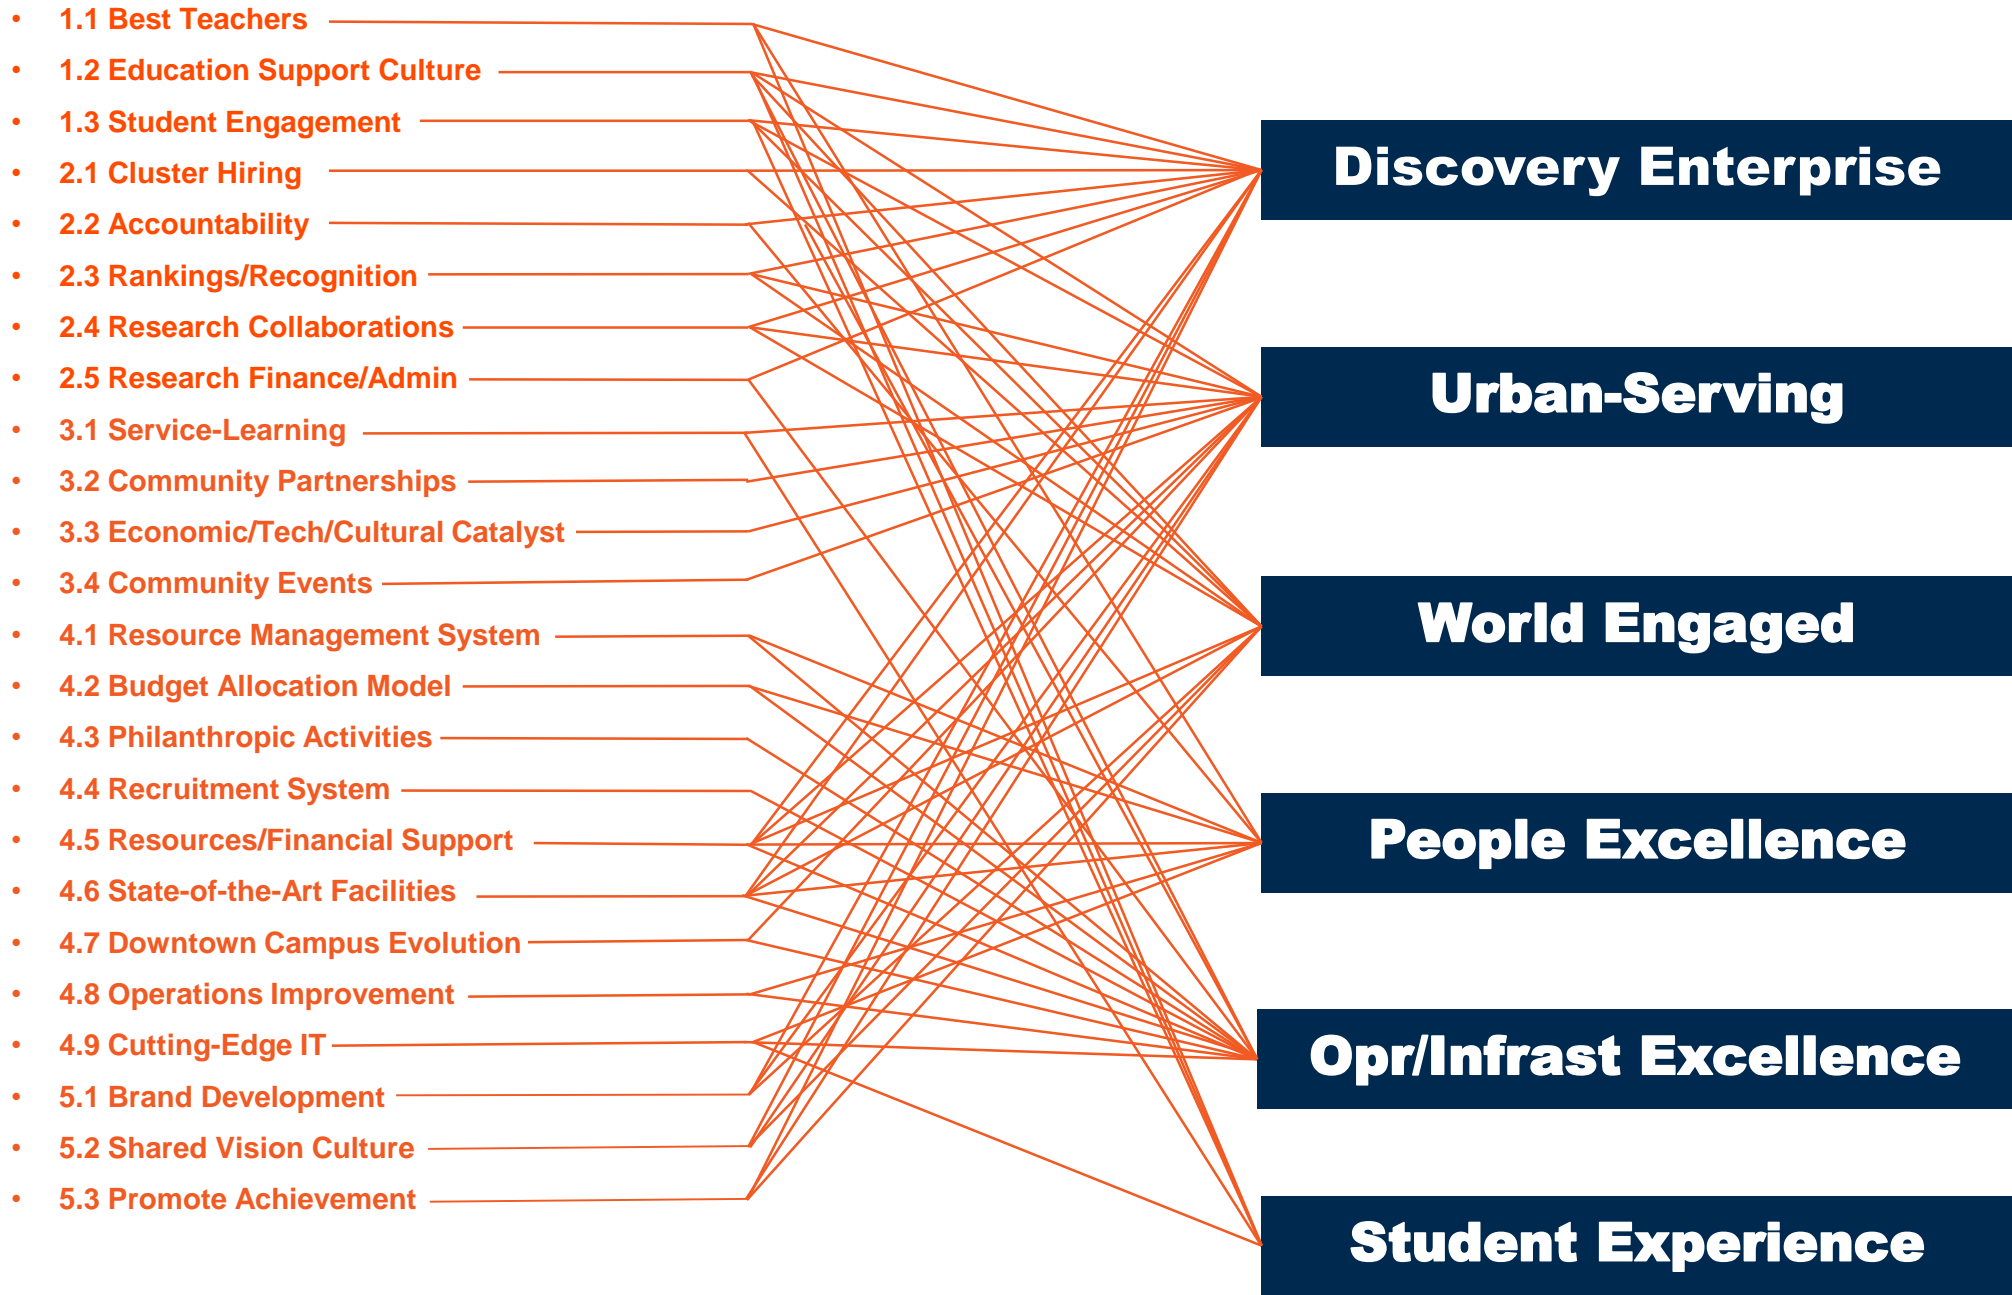 • 1.1 Best Teachers
• 1.2 Education Support Culture
• 1.3 Student Engagement
• 2.1 Cluster Hiring
• 2.2 Accountability
• 2.3 Rankings/Recognition
• 2.4 Research Collaborations
• 2.5 Research Finance/Admin
• 3.1 Service-Learning
• 3.2 Community Partnerships
• 3.3 Economic/Tech/Cultural Catalyst
• 3.4 Community Events
• 4.1 Resource Management System
• 4.2 Budget Allocation Model
• 4.3 Philanthropic Activities
• 4.4 Recruitment System
• 4.5 Resources/Financial Support
• 4.6 State-of-the-Art Facilities
• 4.7 Downtown Campus Evolution
• 4.8 Operations Improvement
• 4.9 Cutting-Edge IT
• 5.1 Brand Development
• 5.2 Shared Vision Culture
• 5.3 Promote Achievement
Discovery Enterprise
Urban-Serving
World Engaged
People Excellence
Opr/Infrast Excellence
Student Experience